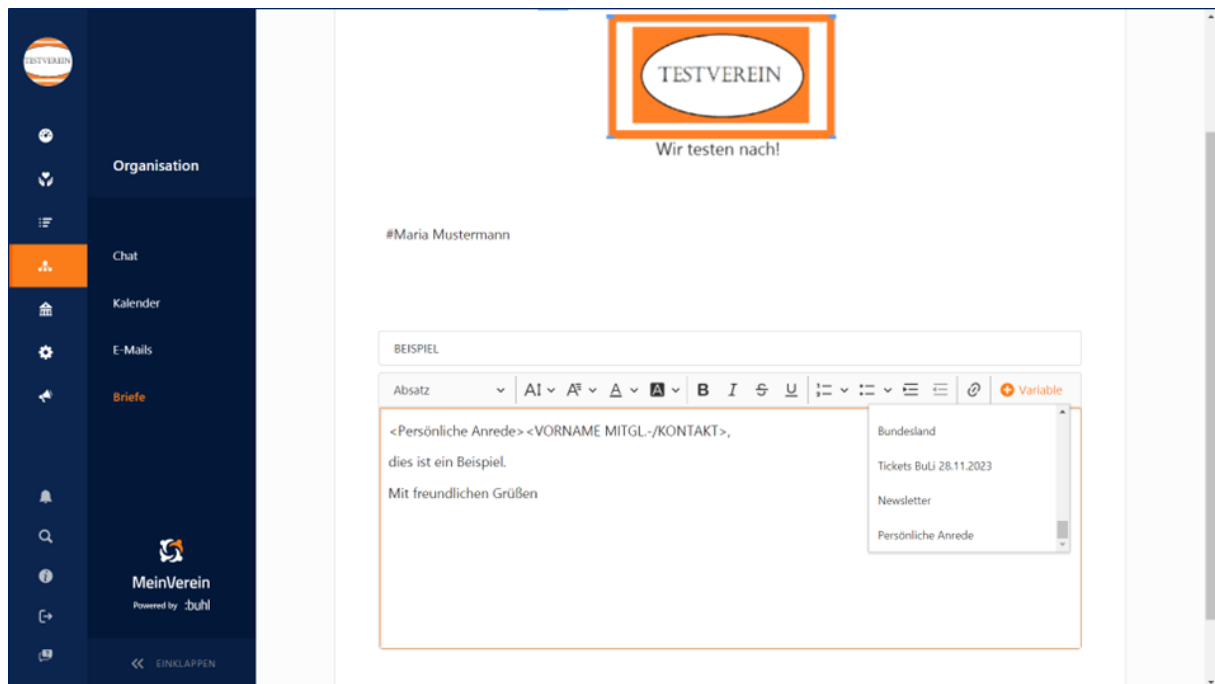 TESTVEREIN
Organisation
Chat
Kalender
E-Mails
Briefe
MeinVerein
Powered by :buhl
EINKLAPPEN
TESTVEREIN
Wir testen nach!
#Maria Mustermann
BEISPIEL
Absatz
Variable
<Persönliche Anrede><VORNAME MITGL.-/KONTAKT>,
dies ist ein Beispiel.
Mit freundlichen Grüßen
Bundesland
Tickets BuLi 28.11.2023
Newsletter
Persönliche Anrede